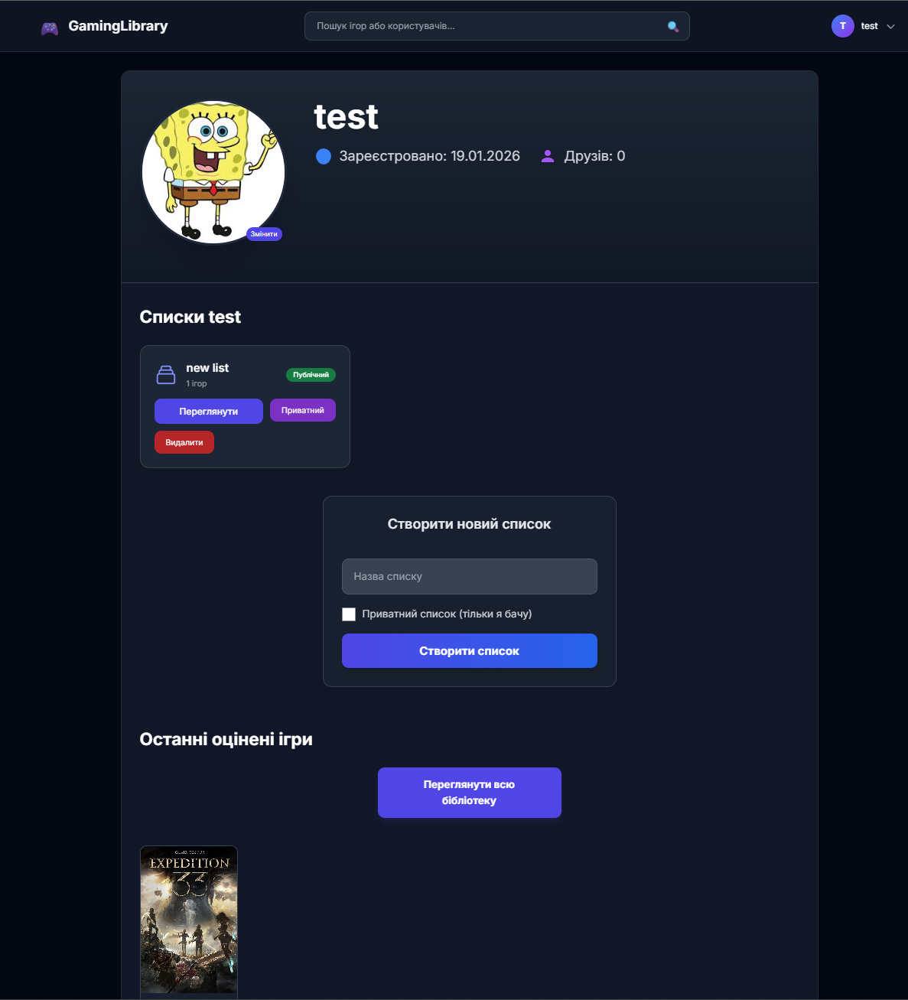 GamingLibrary
Пошук ігор або користувачів...
T
test
test
Зареєстровано: 19.01.2026
Друзів: 0
Змінити
Списки test
new list
1 ігор
Публічний
Переглянути
Приватний
Видалити
Створити новий список
Назва списку
Приватний список (тільки я бачу)
Створити список
Останні оцінені ігри
Переглянути всю
бібліотеку
EXPEDITION
33